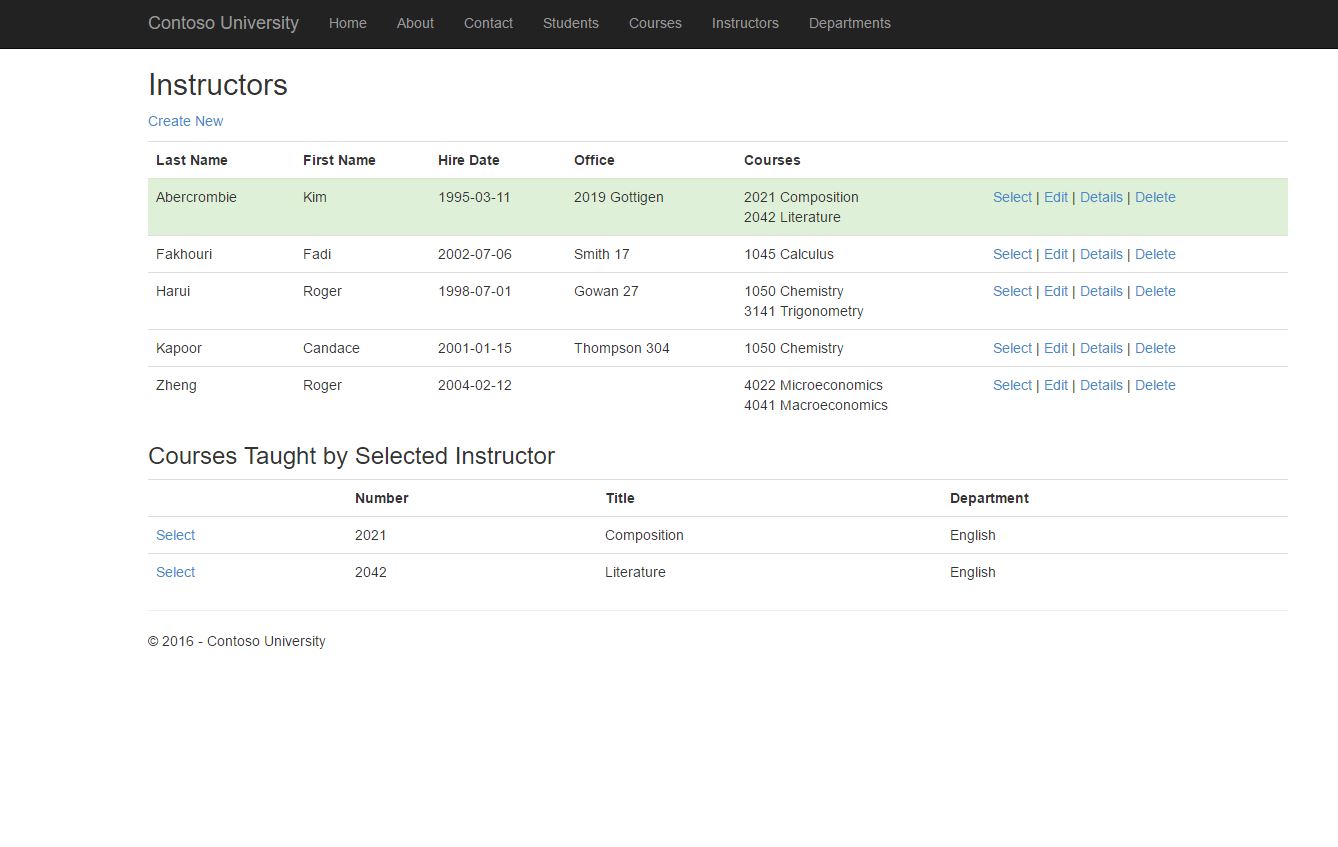 Contoso University Home About Contact Students Courses Instructors Departments
Instructors
Create New
Last Name First Name Hire Date Office Courses
Abercrombie Kim 1995-03-11 2019 Gottigen 2021 Composition Select | Edit | Details | Delete
2042 Literature
Fakhouri Fadi 2002-07-06 Smith 17 1045 Calculus Select | Edit | Details | Delete
Harui Roger 1998-07-01 Gowan 27 1050 Chemistry Select | Edit | Details | Delete
3141 Trigonometry
Kapoor Candace 2001-01-15 Thompson 304 1050 Chemistry Select | Edit | Details | Delete
Zheng Roger 2004-02-12 4022 Microeconomics Select | Edit | Details | Delete
4041 Macroeconomics
Courses Taught by Selected Instructor
Number Title Department
Select 2021 Composition English
Select 2042 Literature English
© 2016 - Contoso University